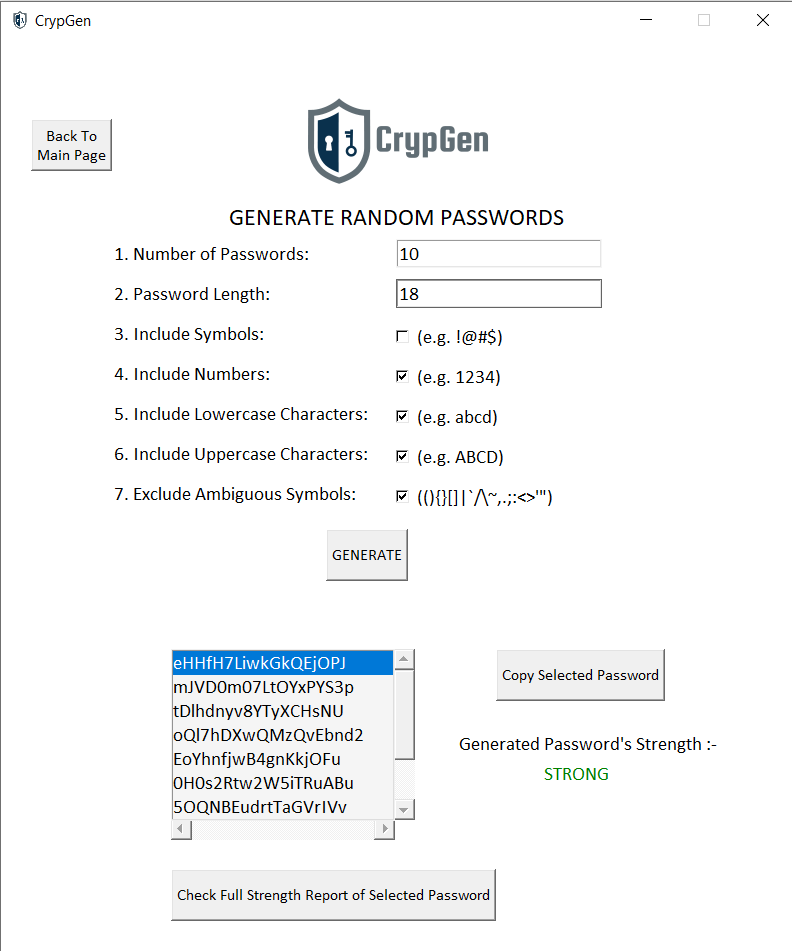 CrypGen
Back To
Main Page
CrypGen
GENERATE RANDOM PASSWORDS
1. Number of Passwords: 10
2. Password Length: 18
3. Include Symbols: (e.g. !@#$)
4. Include Numbers: (e.g. 1234)
5. Include Lowercase Characters: (e.g. abcd)
6. Include Uppercase Characters: (e.g. ABCD)
7. Exclude Ambiguous Symbols: ((){}[]|`/\~,.;:<>'")
GENERATE
eHHfH7LiwkGkQEjOPJ
mJVD0m07LtOYxPYS3p
tDlhdnyv8YTyXCHsNU
oQl7hDXwQMzQvEbnd2
EoYhnfjwB4gnKkjOFu
0H0s2Rtw2W5iTRuABu
5OQNBEudrtTaGVrIVv
Copy Selected Password
Generated Password's Strength :-
STRONG
Check Full Strength Report of Selected Password